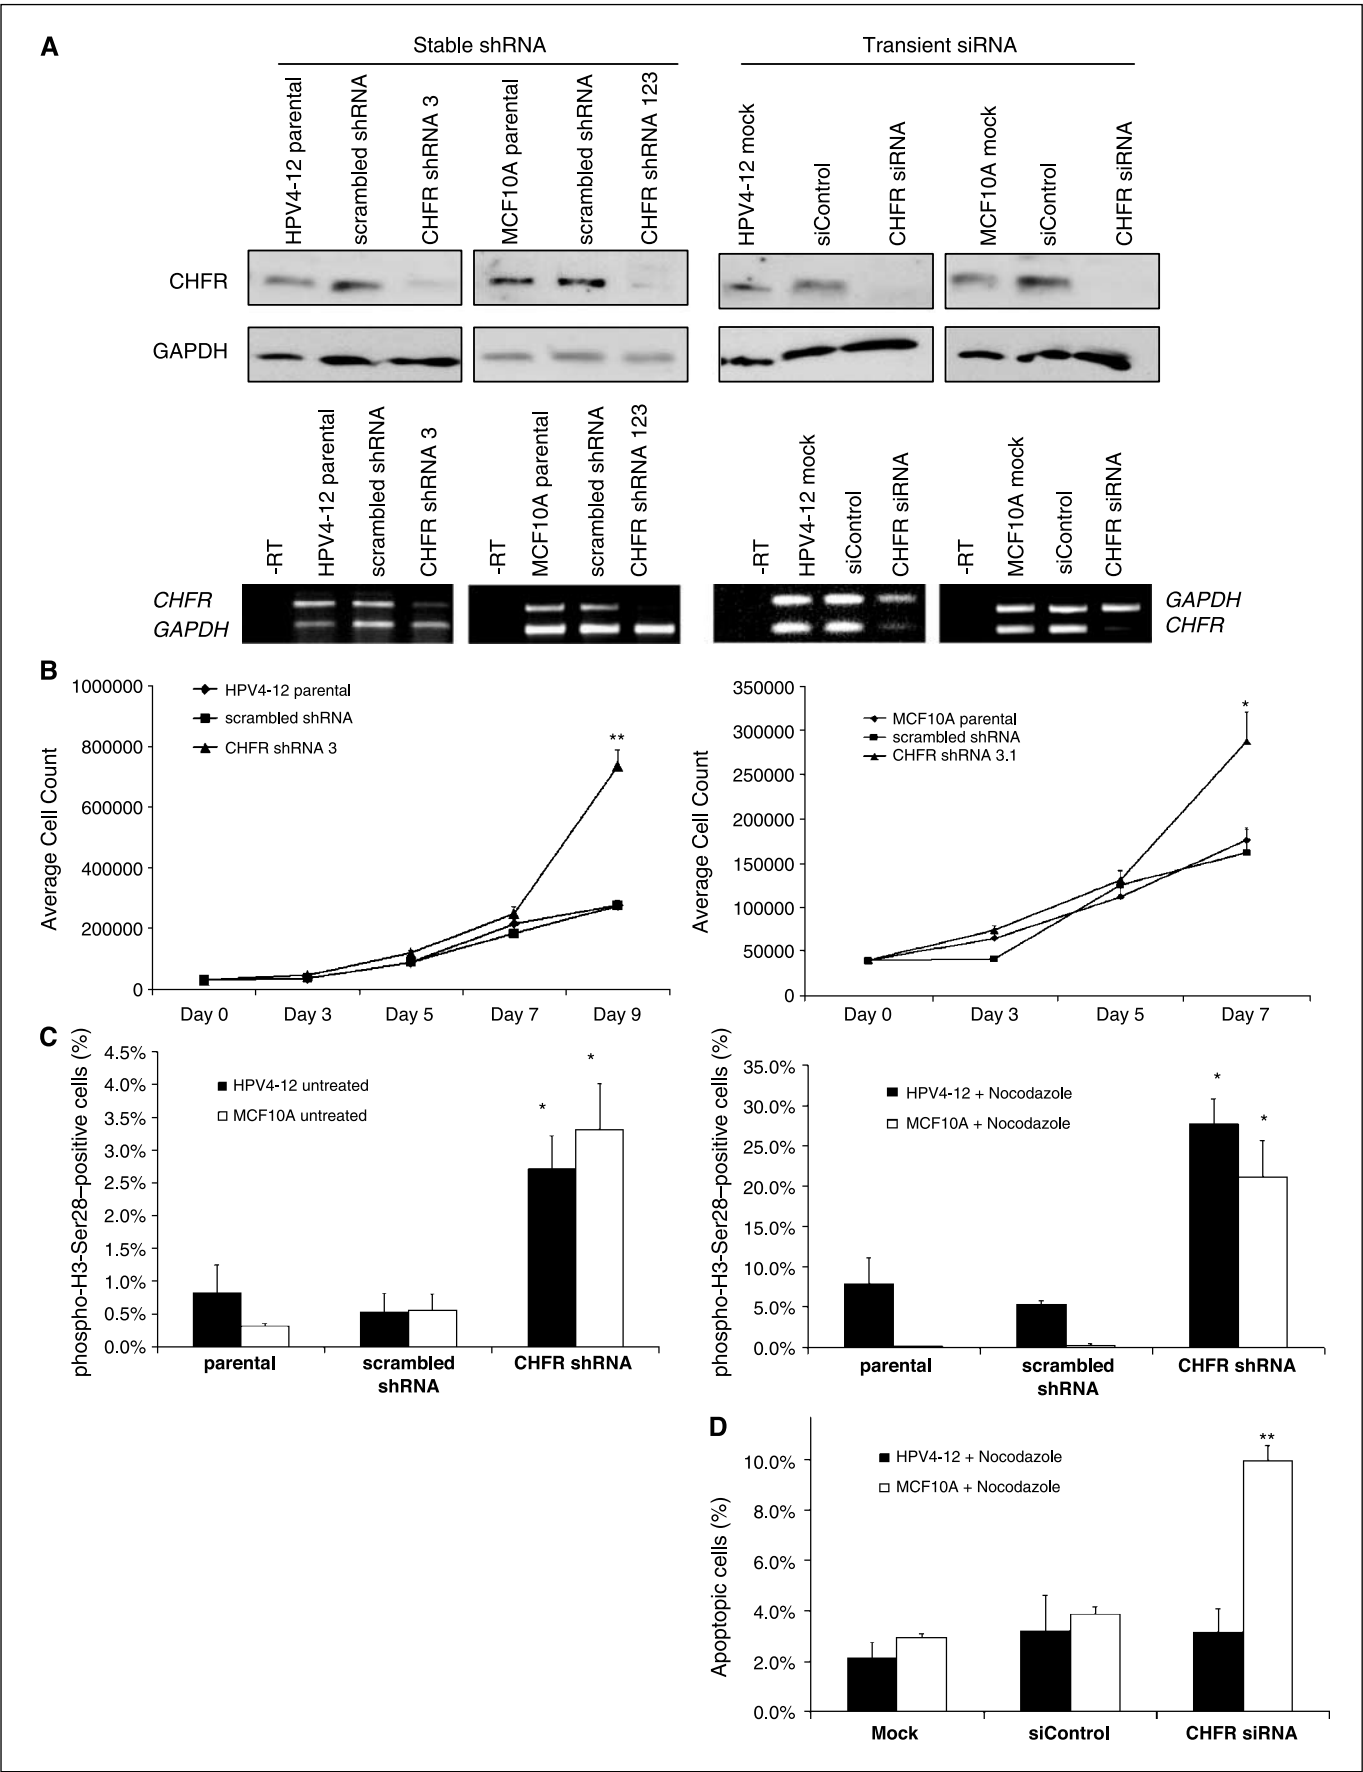 A
Stable shRNA
Transient siRNA
HPV4-12 parental
scrambled shRNA
CHFR shRNA 3
MCF10A parental
scrambled shRNA
CHFR shRNA 123
HPV4-12 mock
siControl
CHFR siRNA
MCF10A mock
siControl
CHFR siRNA
CHFR
GAPDH
-RT
HPV4-12 parental
scrambled shRNA
CHFR shRNA 3
-RT
MCF10A parental
scrambled shRNA
CHFR shRNA 123
-RT
HPV4-12 mock
siControl
CHFR siRNA
-RT
MCF10A mock
siControl
CHFR siRNA
CHFR
GAPDH
GAPDH
CHFR
B
Average Cell Count
1000000
800000
600000
400000
200000
0
HPV4-12 parental
scrambled shRNA
CHFR shRNA 3
**
Day 0 Day 3 Day 5 Day 7 Day 9
Average Cell Count
350000
300000
250000
200000
150000
100000
50000
0
MCF10A parental
scrambled shRNA
CHFR shRNA 3.1
*
Day 0 Day 3 Day 5 Day 7
C
phospho-H3-Ser28–positive cells (%)
4.5%
4.0%
3.5%
3.0%
2.5%
2.0%
1.5%
1.0%
0.5%
0.0%
HPV4-12 untreated
MCF10A untreated
*
*
parental
scrambled
shRNA
CHFR shRNA
phospho-H3-Ser28–positive cells (%)
35.0%
30.0%
25.0%
20.0%
15.0%
10.0%
5.0%
0.0%
HPV4-12 + Nocodazole
MCF10A + Nocodazole
*
*
parental
scrambled
shRNA
CHFR shRNA
D
Apoptopic cells (%)
10.0%
8.0%
6.0%
4.0%
2.0%
0.0%
HPV4-12 + Nocodazole
MCF10A + Nocodazole
**
Mock
siControl
CHFR siRNA